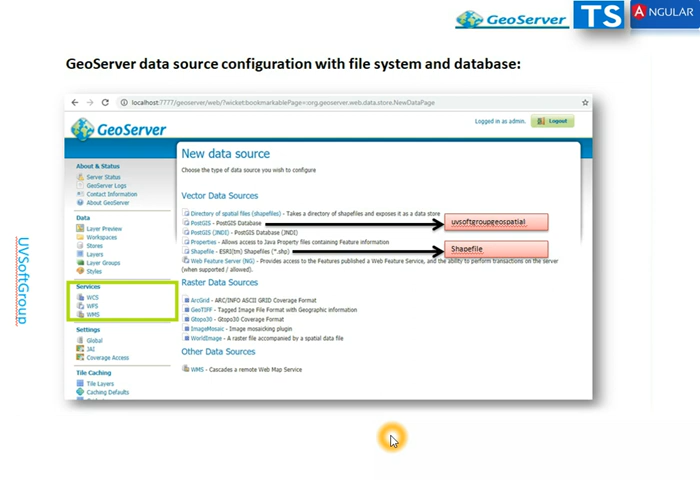 GeoServer
TS
ANGULAR
GeoServer data source configuration with file system and database:
localhost:7777/geoserver/web/?wicket:bookmarkablePage=:org.geoserver.web.data.store.NewDataPage
GeoServer
Logged in as admin.
Logout
About & Status
Server Status
GeoServer Logs
Contact Information
About GeoServer
Data
Layer Preview
Workspaces
Stores
Layers
Layer Groups
Styles
Services
WCS
WFS
WMS
Settings
Global
JAI
Coverage Access
Tile Caching
Tile Layers
Caching Defaults
New data source
Choose the type of data source you wish to configure
Vector Data Sources
Directory of spatial files (shapefiles) - Takes a directory of shapefiles and exposes it as a data store
PostGIS - PostGIS Database
uvsoftgroupgeospatial
PostGIS (JNDI) - PostGIS Database (JNDI)
Properties - Allows access to Java Property files containing Feature information
Shapefile - ESRI(tm) Shapefiles (*.shp)
Shapefile
Web Feature Server (NG) - Provides access to the Features published a Web Feature Service, and the ability to perform transactions on the server
(when supported / allowed).
Raster Data Sources
ArcGrid - ARC/INFO ASCII GRID Coverage Format
GeoTIFF - Tagged Image File Format with Geographic information
Gtopo30 - Gtopo30 Coverage Format
ImageMosaic - Image mosaicking plugin
WorldImage - A raster file accompanied by a spatial data file
Other Data Sources
WMS - Cascades a remote Web Map Service
UVSoftGroup